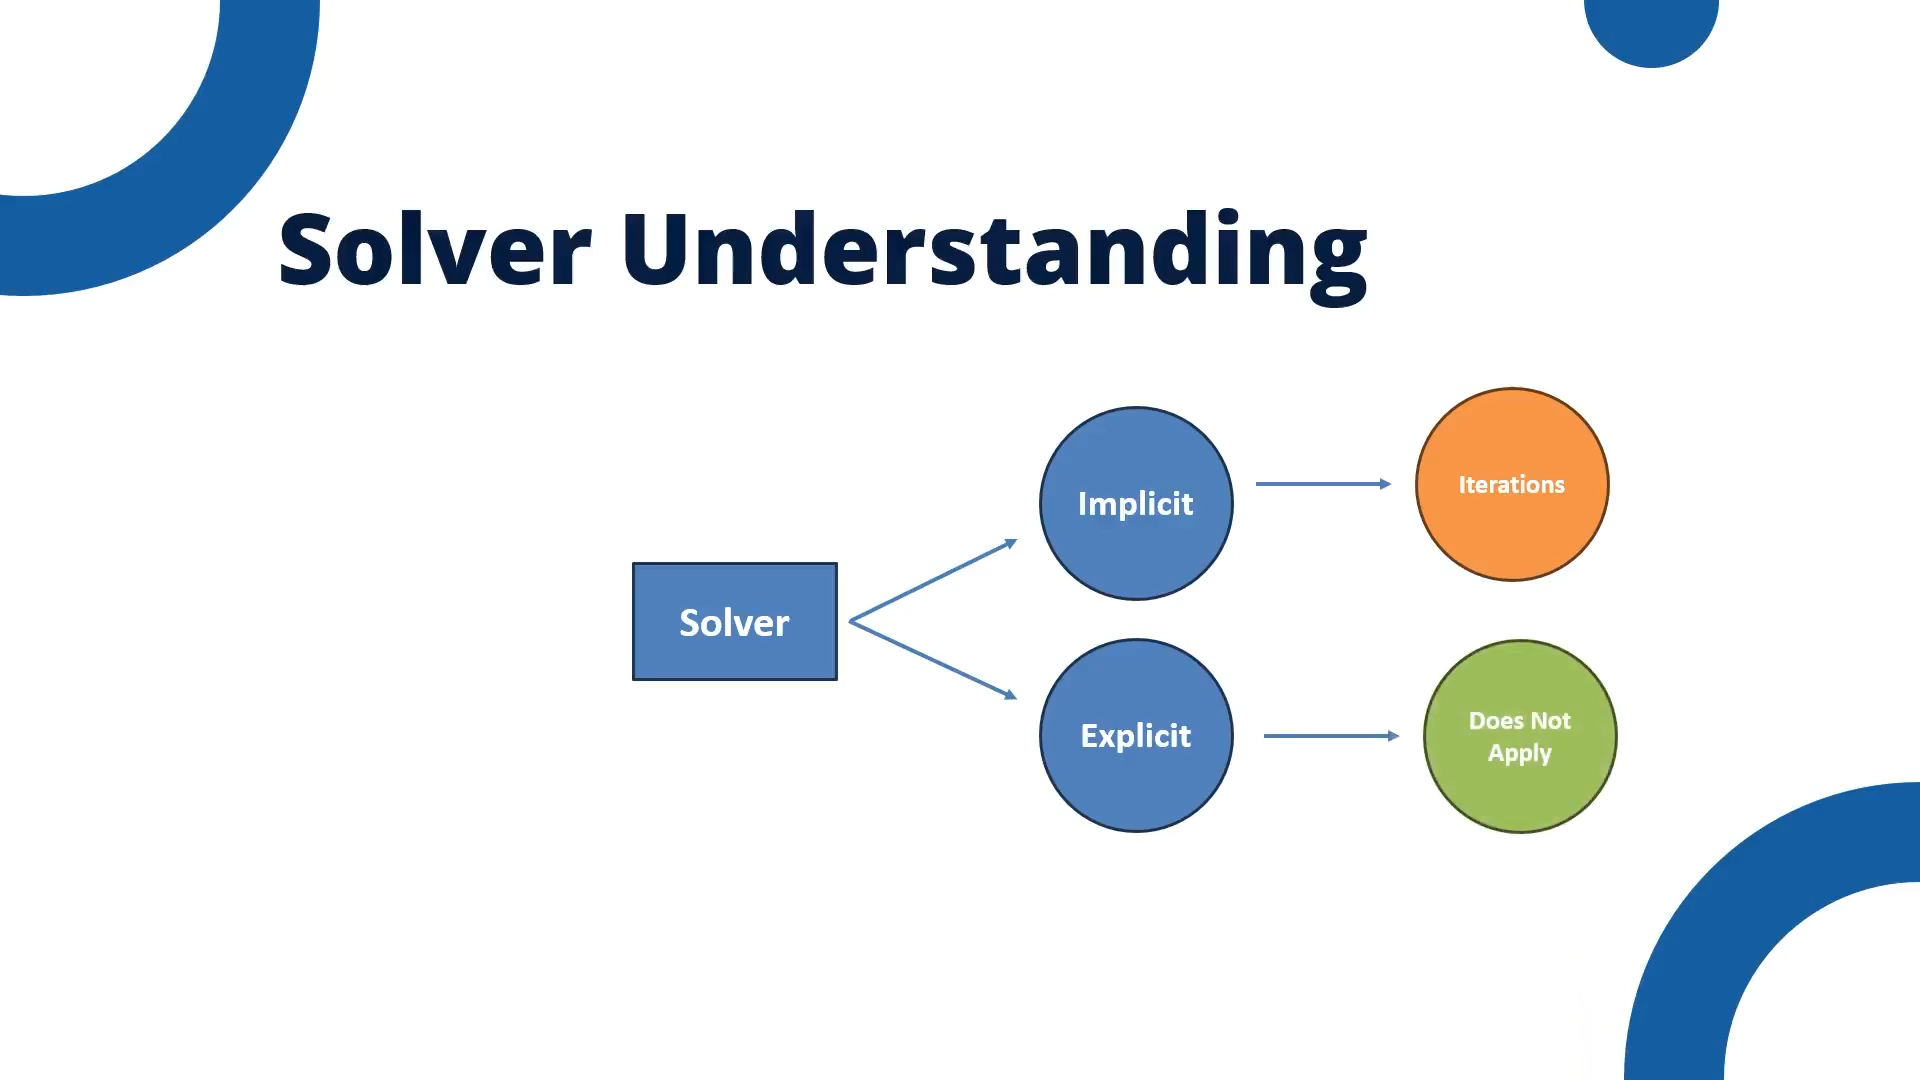 Solver Understanding
Solver
Implicit
Iterations
Explicit
Does Not
Apply